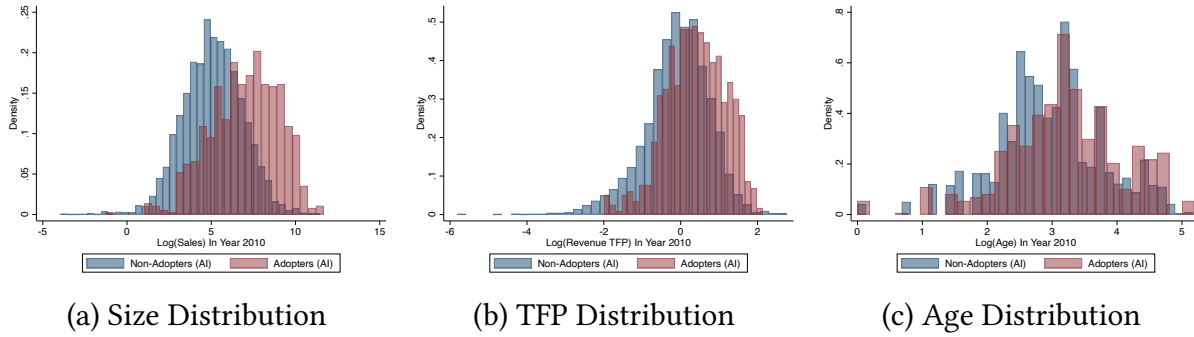 Density
.25
.2
.15
.1
.05
0
-5
0
5
10
15
Log(Sales) In Year 2010
Non-Adopters (AI)
Adopters (AI)
(a) Size Distribution
Density
.5
.4
.3
.2
.1
0
-6
-4
-2
0
2
Log(Revenue TFP) In Year 2010
Non-Adopters (AI)
Adopters (AI)
(b) TFP Distribution
Density
.8
.6
.4
.2
0
0
1
2
3
4
5
Log(Age) In Year 2010
Non-Adopters (AI)
Adopters (AI)
(c) Age Distribution